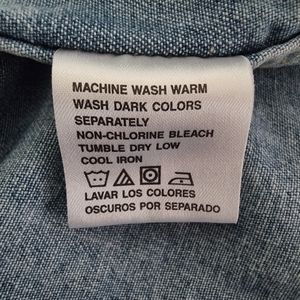 MACHINE WASH WARM
WASH DARK COLORS
SEPARATELY
NON-CHLORINE BLEACH
TUMBLE DRY LOW
COOL IRON
LAVAR LOS COLORES
OSCUROS POR SEPARADO